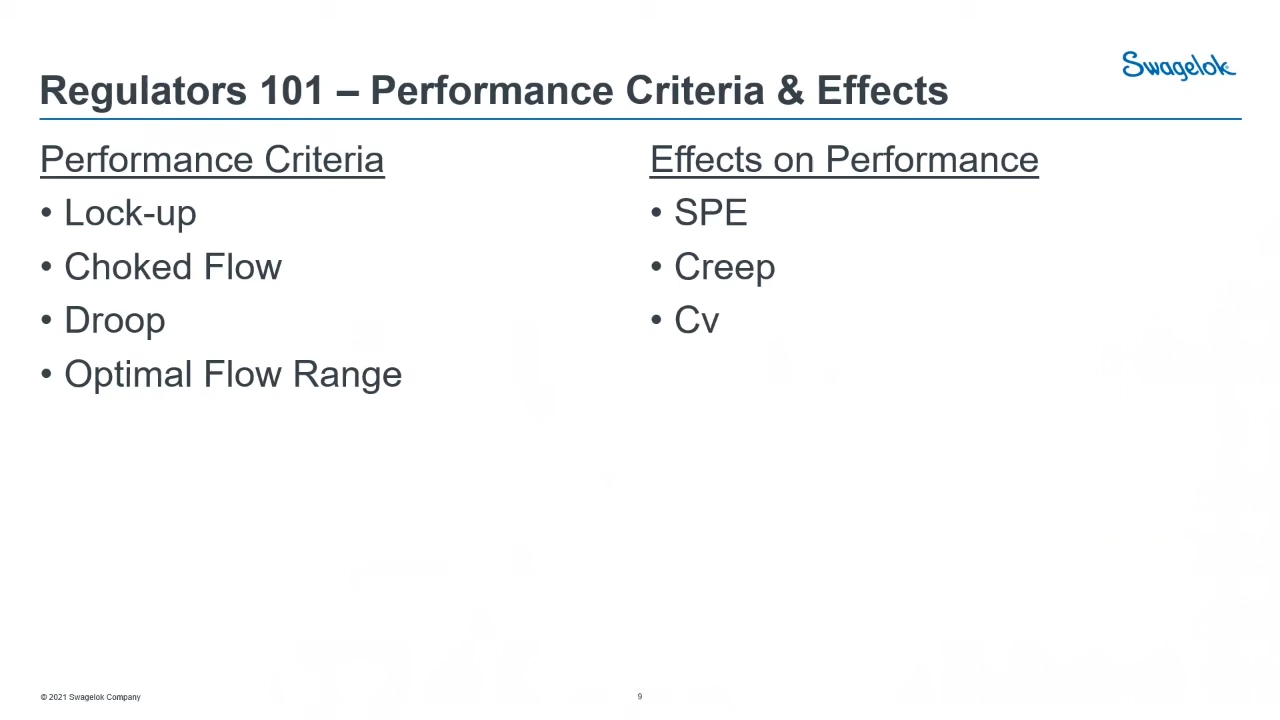 Swagelok
Regulators 101 – Performance Criteria & Effects
Performance Criteria
• Lock-up
• Choked Flow
• Droop
• Optimal Flow Range
Effects on Performance
• SPE
• Creep
• Cv
© 2021 Swagelok Company
9